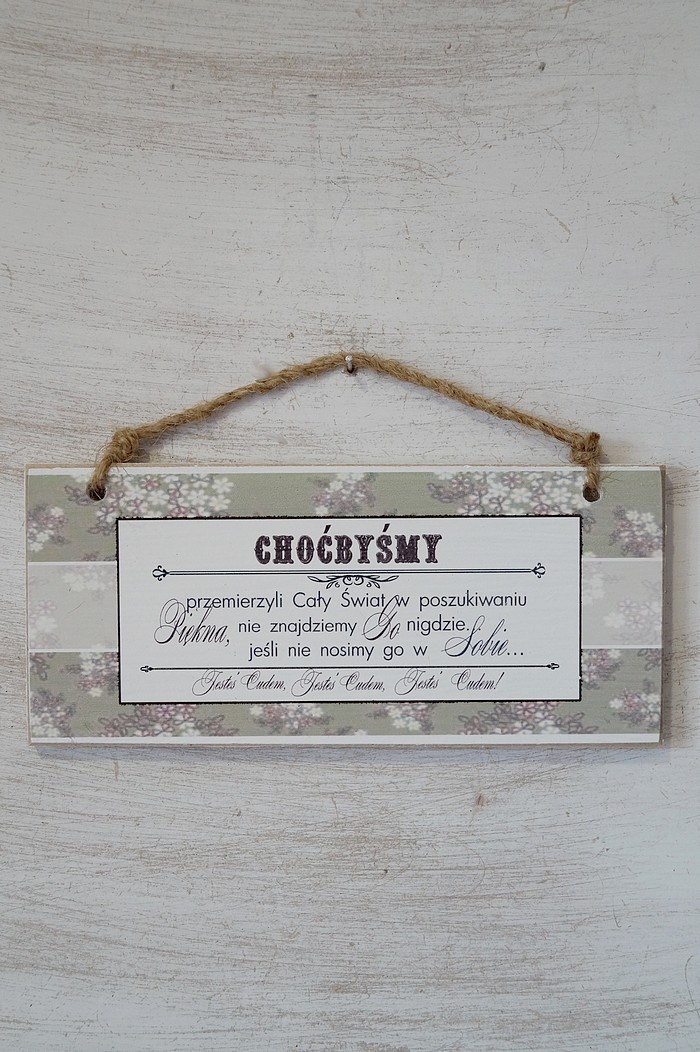 CHOĆBYŚMY
przemierzyli Cały Świat w poszukiwaniu
Piękna, nie znajdziemy Go nigdzie.
jeśli nie nosimy go w Sobie...
Jesteś Cudem, Jesteś Cudem, Jesteś Cudem!